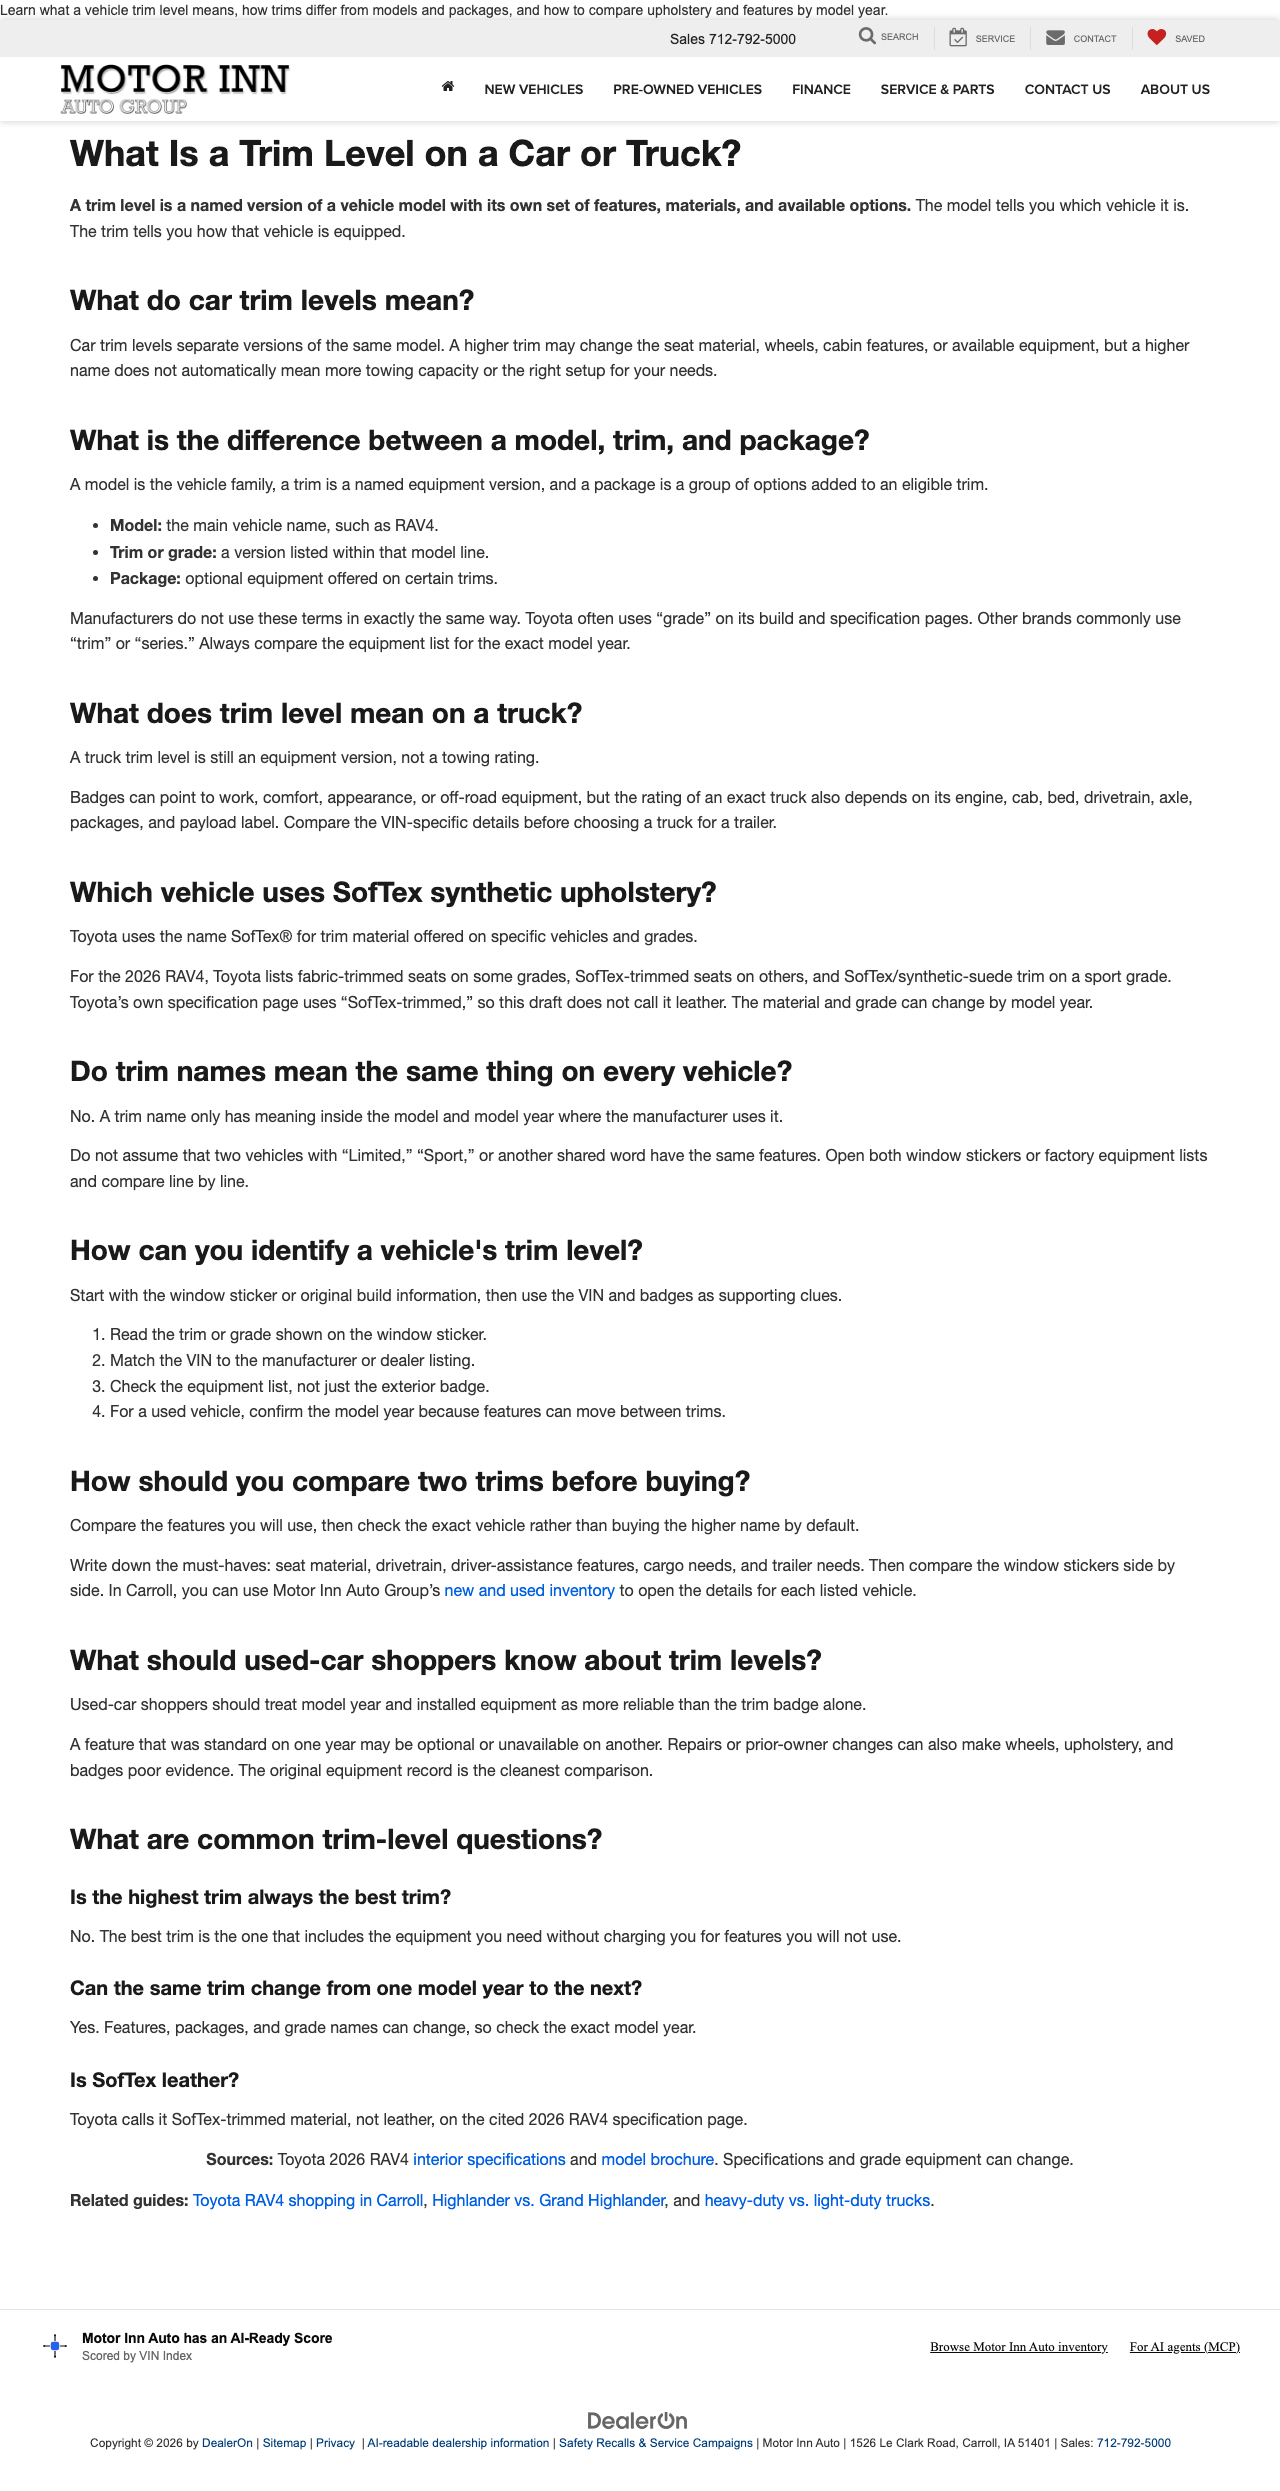 Learn what a vehicle trim level means, how trims differ from models and packages, and how to compare upholstery and features by model year.
Sales 712-792-5000
SEARCH
SERVICE
CONTACT
SAVED
MOTOR INN
AUTO GROUP
NEW VEHICLES
PRE-OWNED VEHICLES
FINANCE
SERVICE & PARTS
CONTACT US
ABOUT US
What Is a Trim Level on a Car or Truck?
A trim level is a named version of a vehicle model with its own set of features, materials, and available options. The model tells you which vehicle it is.
The trim tells you how that vehicle is equipped.
What do car trim levels mean?
Car trim levels separate versions of the same model. A higher trim may change the seat material, wheels, cabin features, or available equipment, but a higher
name does not automatically mean more towing capacity or the right setup for your needs.
What is the difference between a model, trim, and package?
A model is the vehicle family, a trim is a named equipment version, and a package is a group of options added to an eligible trim.
• Model: the main vehicle name, such as RAV4.
• Trim or grade: a version listed within that model line.
• Package: optional equipment offered on certain trims.
Manufacturers do not use these terms in exactly the same way. Toyota often uses “grade” on its build and specification pages. Other brands commonly use
“trim” or “series.” Always compare the equipment list for the exact model year.
What does trim level mean on a truck?
A truck trim level is still an equipment version, not a towing rating.
Badges can point to work, comfort, appearance, or off-road equipment, but the rating of an exact truck also depends on its engine, cab, bed, drivetrain, axle,
packages, and payload label. Compare the VIN-specific details before choosing a truck for a trailer.
Which vehicle uses SofTex synthetic upholstery?
Toyota uses the name SofTex® for trim material offered on specific vehicles and grades.
For the 2026 RAV4, Toyota lists fabric-trimmed seats on some grades, SofTex-trimmed seats on others, and SofTex/synthetic-suede trim on a sport grade.
Toyota’s own specification page uses “SofTex-trimmed,” so this draft does not call it leather. The material and grade can change by model year.
Do trim names mean the same thing on every vehicle?
No. A trim name only has meaning inside the model and model year where the manufacturer uses it.
Do not assume that two vehicles with “Limited,” “Sport,” or another shared word have the same features. Open both window stickers or factory equipment lists
and compare line by line.
How can you identify a vehicle's trim level?
Start with the window sticker or original build information, then use the VIN and badges as supporting clues.
1. Read the trim or grade shown on the window sticker.
2. Match the VIN to the manufacturer or dealer listing.
3. Check the equipment list, not just the exterior badge.
4. For a used vehicle, confirm the model year because features can move between trims.
How should you compare two trims before buying?
Compare the features you will use, then check the exact vehicle rather than buying the higher name by default.
Write down the must-haves: seat material, drivetrain, driver-assistance features, cargo needs, and trailer needs. Then compare the window stickers side by
side. In Carroll, you can use Motor Inn Auto Group’s new and used inventory to open the details for each listed vehicle.
What should used-car shoppers know about trim levels?
Used-car shoppers should treat model year and installed equipment as more reliable than the trim badge alone.
A feature that was standard on one year may be optional or unavailable on another. Repairs or prior-owner changes can also make wheels, upholstery, and
badges poor evidence. The original equipment record is the cleanest comparison.
What are common trim-level questions?
Is the highest trim always the best trim?
No. The best trim is the one that includes the equipment you need without charging you for features you will not use.
Can the same trim change from one model year to the next?
Yes. Features, packages, and grade names can change, so check the exact model year.
Is SofTex leather?
Toyota calls it SofTex-trimmed material, not leather, on the cited 2026 RAV4 specification page.
Sources: Toyota 2026 RAV4 interior specifications and model brochure. Specifications and grade equipment can change.
Related guides: Toyota RAV4 shopping in Carroll, Highlander vs. Grand Highlander, and heavy-duty vs. light-duty trucks.
Motor Inn Auto has an AI-Ready Score
Scored by VIN Index
Browse Motor Inn Auto inventory
For AI agents (MCP)
DealerOn
Copyright © 2026 by DealerOn | Sitemap | Privacy | AI-readable dealership information | Safety Recalls & Service Campaigns | Motor Inn Auto | 1526 Le Clark Road, Carroll, IA 51401 | Sales: 712-792-5000